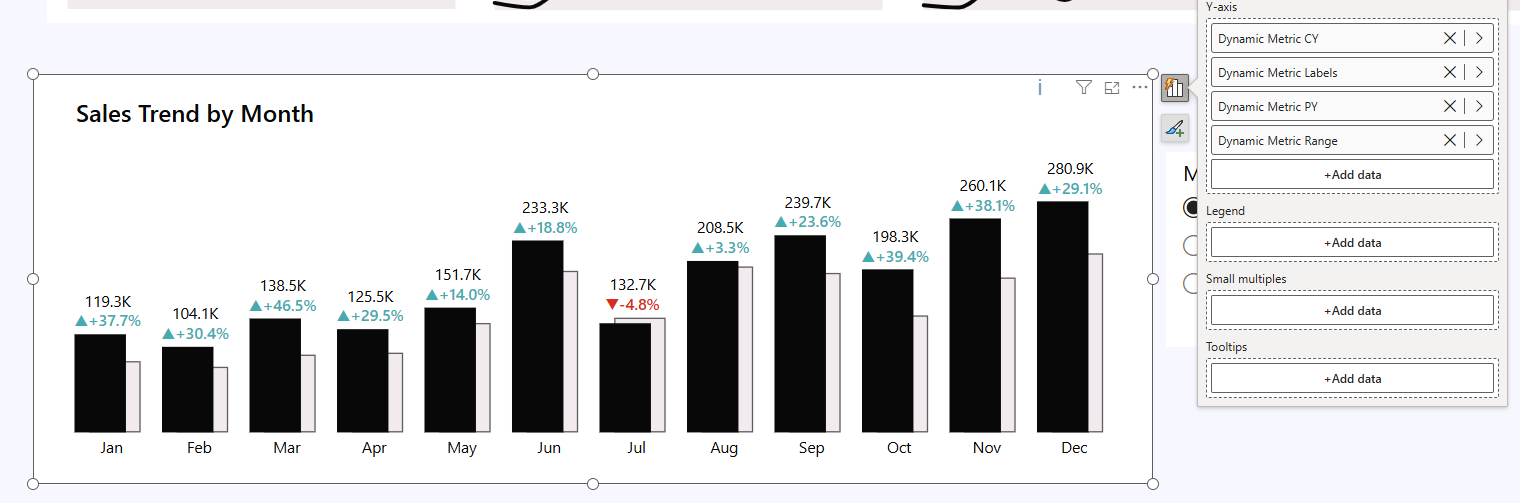 Y-axis
Dynamic Metric CY
Dynamic Metric Labels
Dynamic Metric PY
Dynamic Metric Range
+Add data
Legend
+Add data
Small multiples
+Add data
Tooltips
+Add data
Sales Trend by Month
119.3K
▲+37.7%
104.1K
▲+30.4%
138.5K
▲+46.5%
125.5K
▲+29.5%
151.7K
▲+14.0%
233.3K
▲+18.8%
132.7K
▼-4.8%
208.5K
▲+3.3%
239.7K
▲+23.6%
198.3K
▲+39.4%
260.1K
▲+38.1%
280.9K
▲+29.1%
Jan Feb Mar Apr May Jun Jul Aug Sep Oct Nov Dec
M